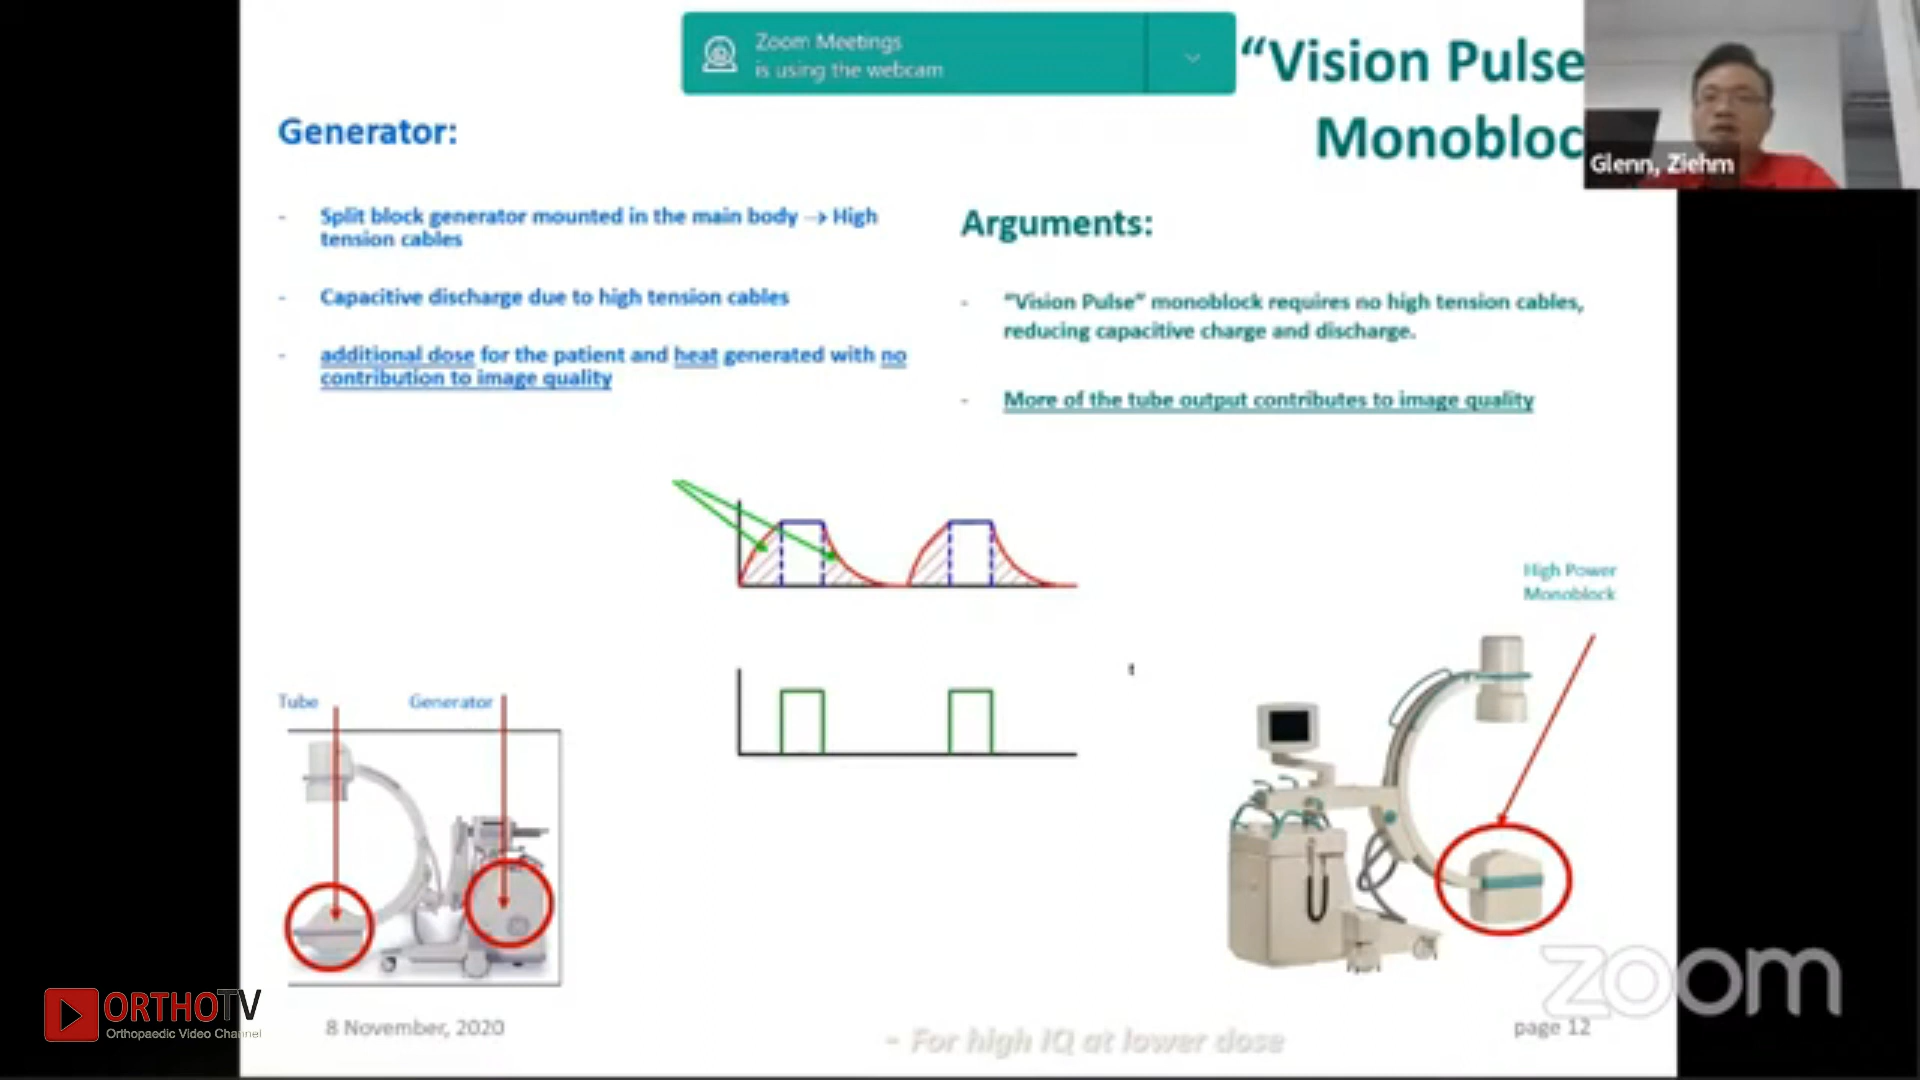 Zoom Meetings
is using the webcam
"Vision Pulse
Monobloc
Glenn, Ziehm
Generator:
- Split block generator mounted in the main body → High
tension cables
- Capacitive discharge due to high tension cables
- additional dose for the patient and heat generated with no
contribution to image quality
Arguments:
- "Vision Pulse" monoblock requires no high tension cables,
reducing capacitive charge and discharge.
- More of the tube output contributes to image quality
High Power
Monoblock
t
Tube
Generator
zoom
ORTHOTV
Orthopaedic Video Channel
8 November, 2020
- For high IQ at lower dose
page 12